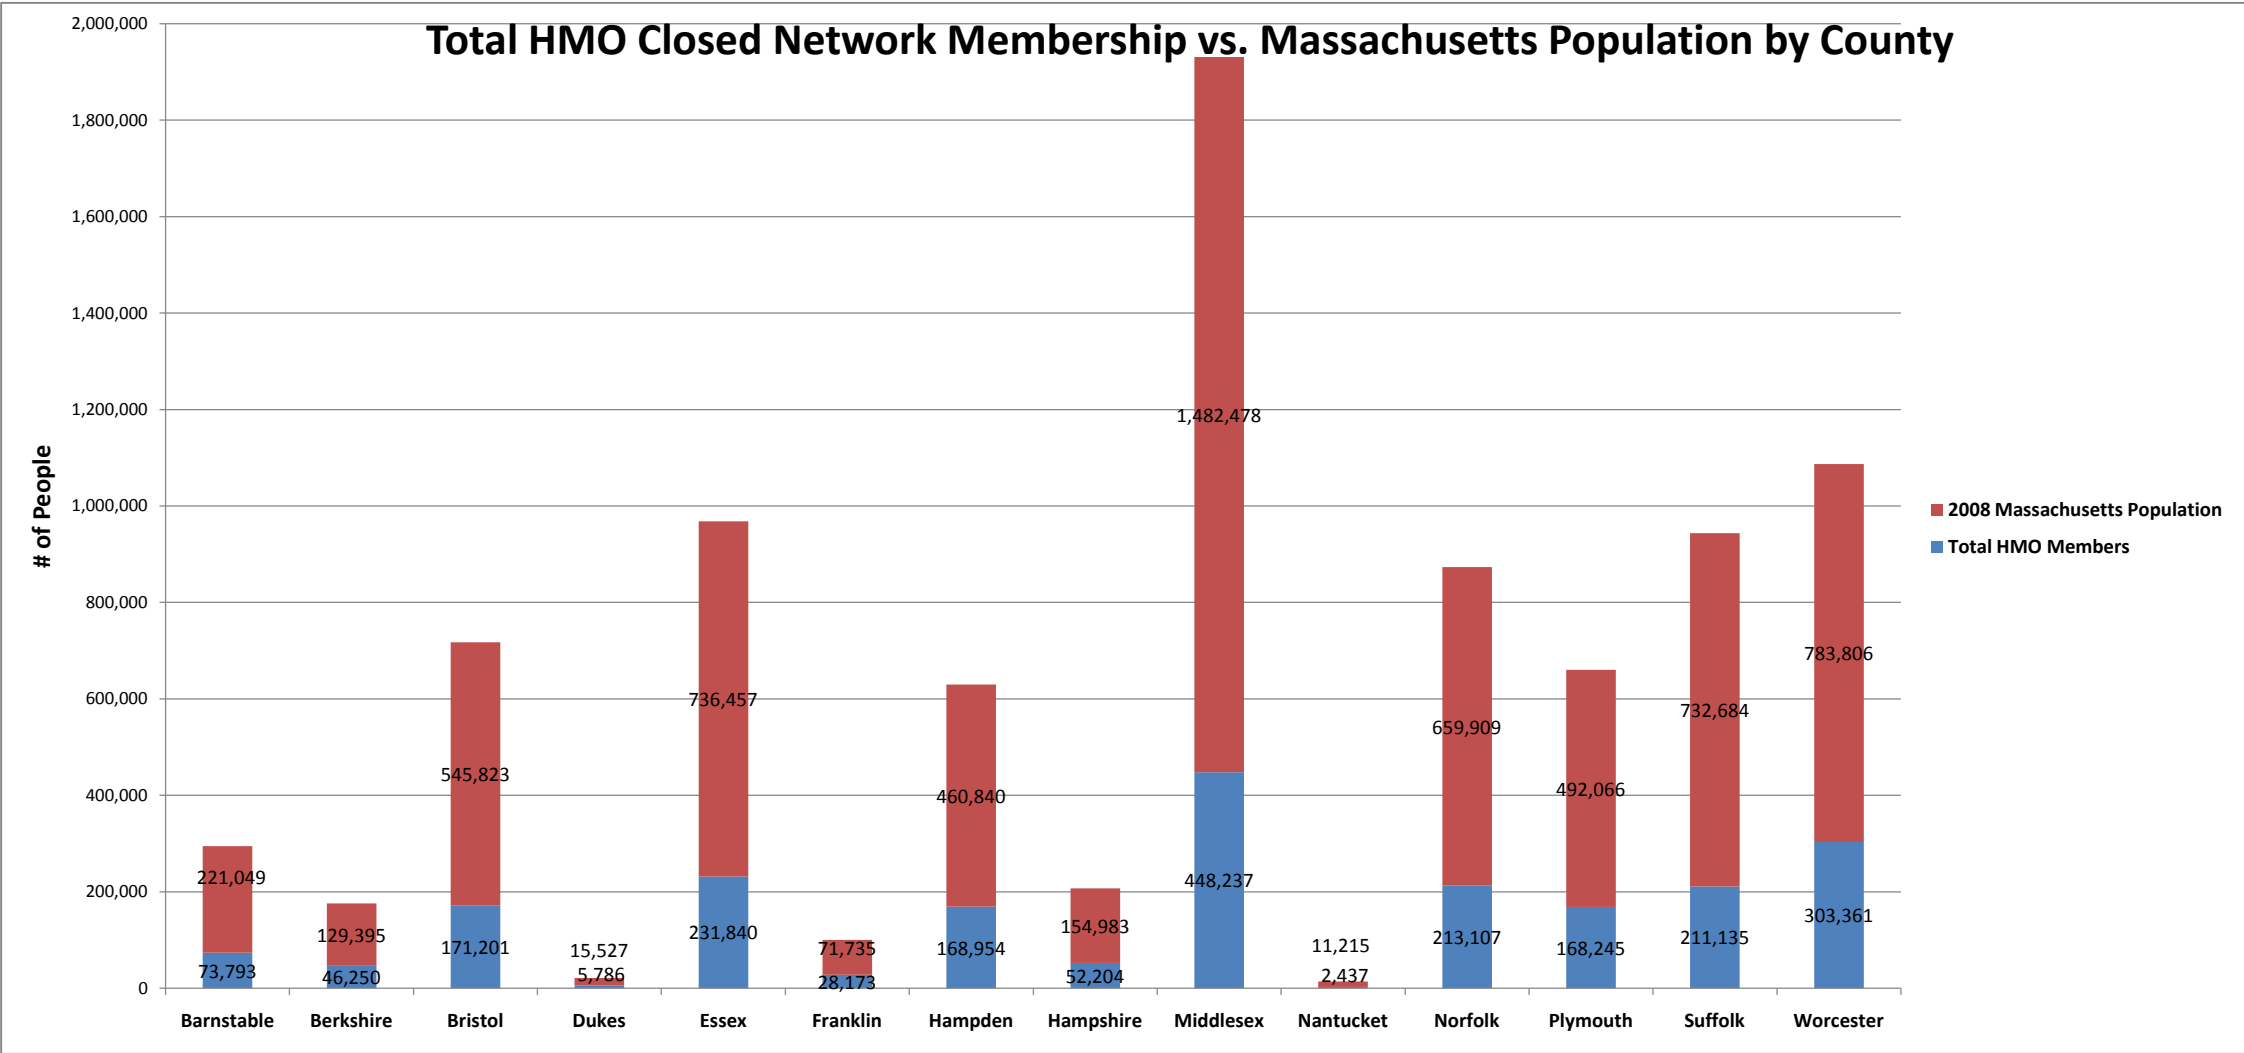 Total HMO Closed Network Membership vs. Massachusetts Population by County
# of People
2,000,000
1,800,000
1,600,000
1,400,000
1,200,000
1,000,000
800,000
600,000
400,000
200,000
0
221,049
129,395
545,823
15,527
736,457
71,735
460,840
154,983
1,482,478
11,215
659,909
492,066
732,684
783,806
73,793
46,250
171,201
5,786
231,840
28,173
168,954
52,204
448,237
2,437
213,107
168,245
211,135
303,361
Barnstable
Berkshire
Bristol
Dukes
Essex
Franklin
Hampden
Hampshire
Middlesex
Nantucket
Norfolk
Plymouth
Suffolk
Worcester
2008 Massachusetts Population
Total HMO Members